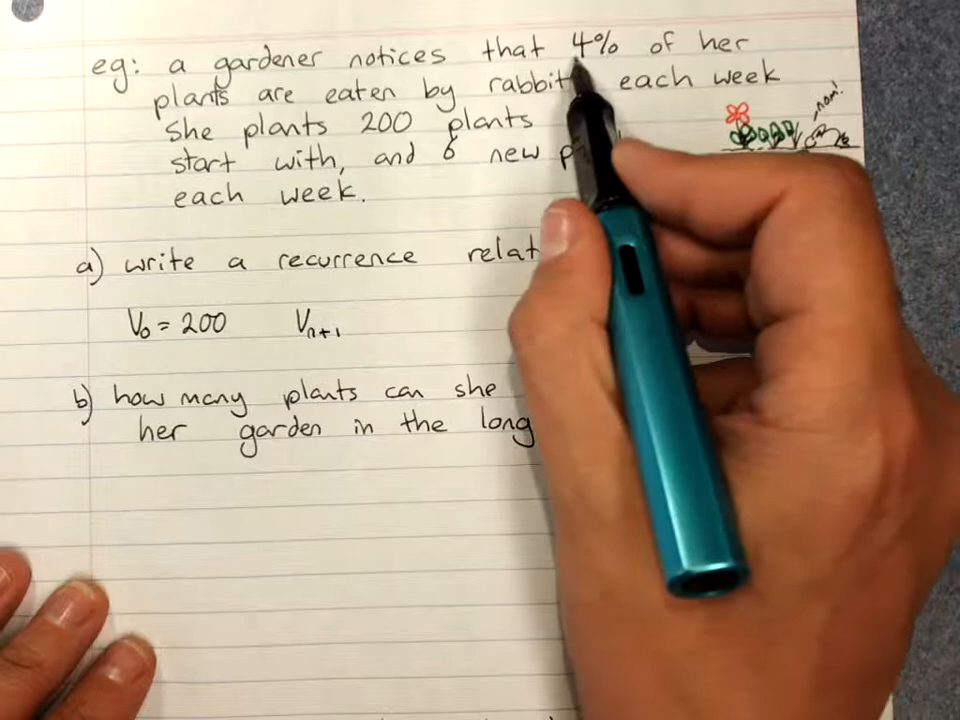 eg: a gardener notices that 4% of her
plants are eaten by rabbit each week
nom!
She plants 200 plants
start with, and 6 new
each week.
a) write a recurrence relat
V₀ = 200 Vₙ₊₁
b) how many plants can she
her garden in the long